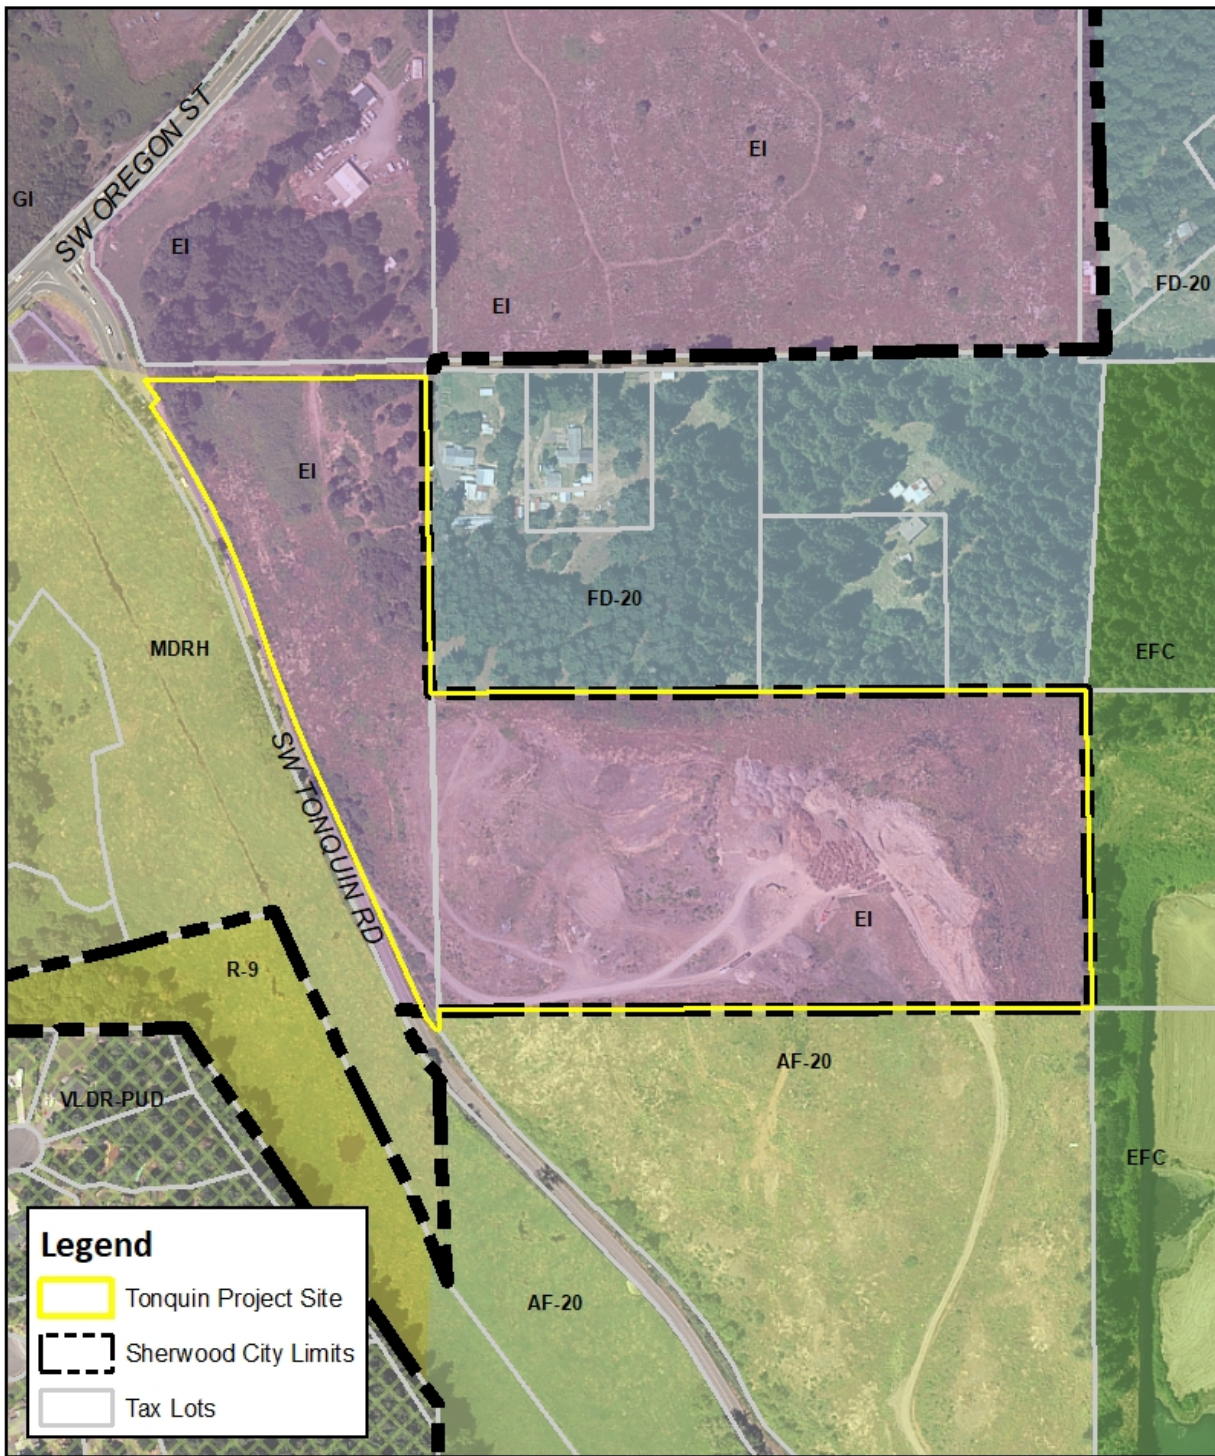 SW OREGON ST
GI
EI
EI
EI
FD-20
EI
FD-20
MDRH
EFC
SW TONQUIN RD
EI
R-9
AF-20
VLDR-PUD
EFC
AF-20
Legend
Tonquin Project Site
Sherwood City Limits
Tax Lots